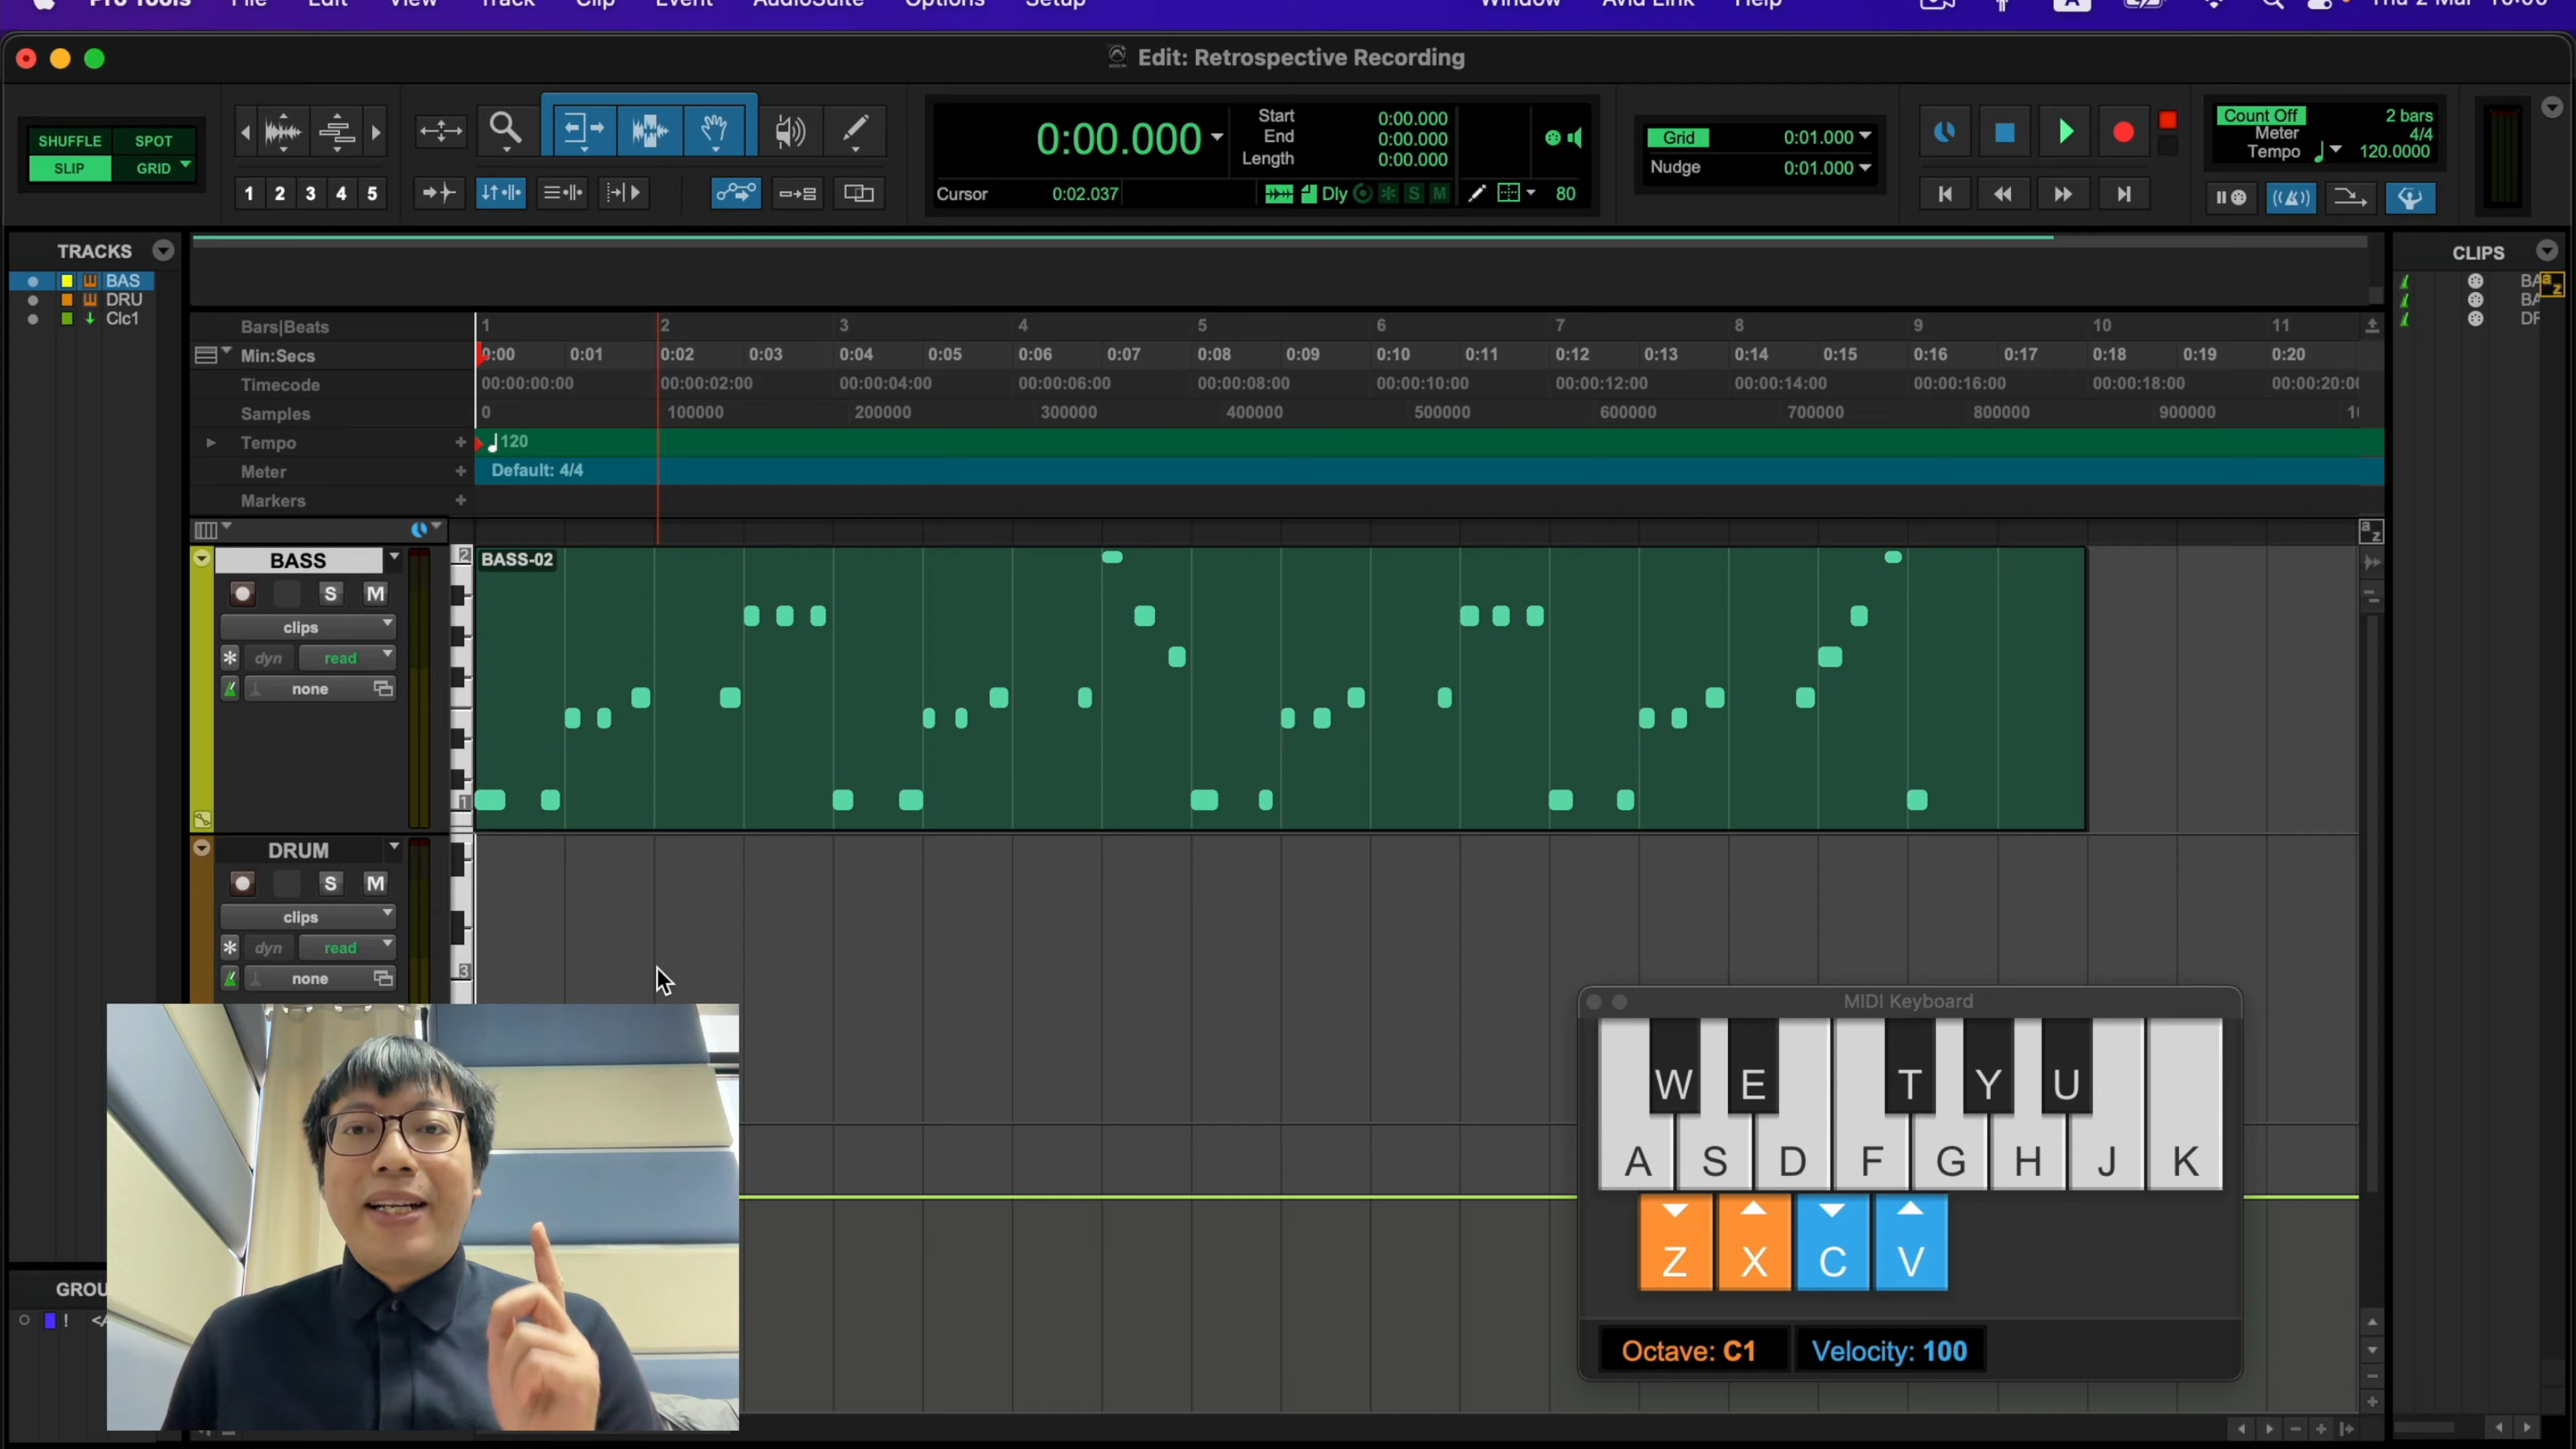 Pro Tools File Edit View Track Clip Event AudioSuite Options Setup Window Avid Link Help A Thu 2 Mar
Edit: Retrospective Recording
SHUFFLE SPOT
SLIP GRID
1 2 3 4 5
0:00.000
Start 0:00.000
End 0:00.000
Length 0:00.000
Cursor 0:02.037
Dly S M 80
Grid 0:01.000
Nudge 0:01.000
Count Off 2 bars
Meter 4/4
Tempo 120.0000
TRACKS
BAS
DRU
Clc1
CLIPS
BA
BA
DR
a z
Bars|Beats 1 2 3 4 5 6 7 8 9 10 11
Min:Secs 0:00 0:01 0:02 0:03 0:04 0:05 0:06 0:07 0:08 0:09 0:10 0:11 0:12 0:13 0:14 0:15 0:16 0:17 0:18 0:19 0:20
Timecode 00:00:00:00 00:00:02:00 00:00:04:00 00:00:06:00 00:00:08:00 00:00:10:00 00:00:12:00 00:00:14:00 00:00:16:00 00:00:18:00 00:00:20:0
Samples 0 100000 200000 300000 400000 500000 600000 700000 800000 900000
Tempo 120
Meter Default: 4/4
Markers
a z
BASS
S M
clips
dyn read
none
2
1
BASS-02
DRUM
S M
clips
dyn read
none
3
GROU
! <A
MIDI Keyboard
W E T Y U
A S D F G H J K
Z X C V
Octave: C1 Velocity: 100